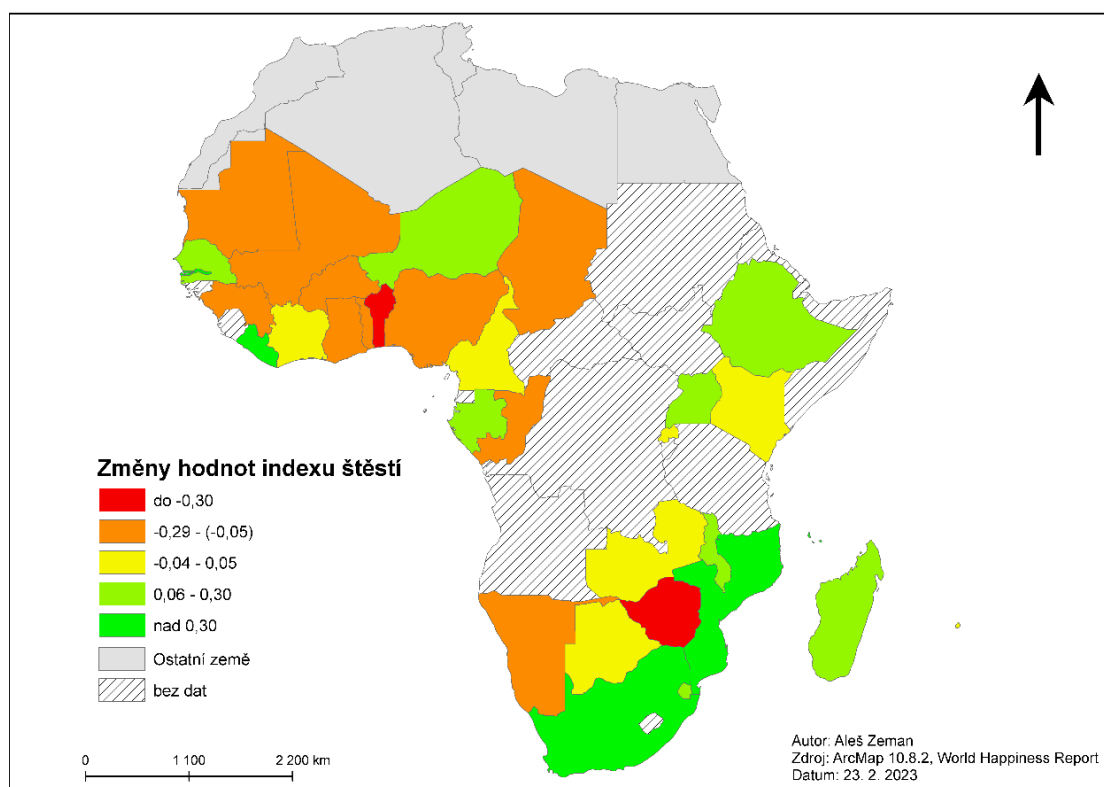 Změny hodnot indexu štěstí
do -0,30
-0,29 - (-0,05)
-0,04 - 0,05
0,06 - 0,30
nad 0,30
Ostatní země
bez dat
0 1 100 2 200 km
Autor: Aleš Zeman
Zdroj: ArcMap 10.8.2, World Happiness Report
Datum: 23. 2. 2023